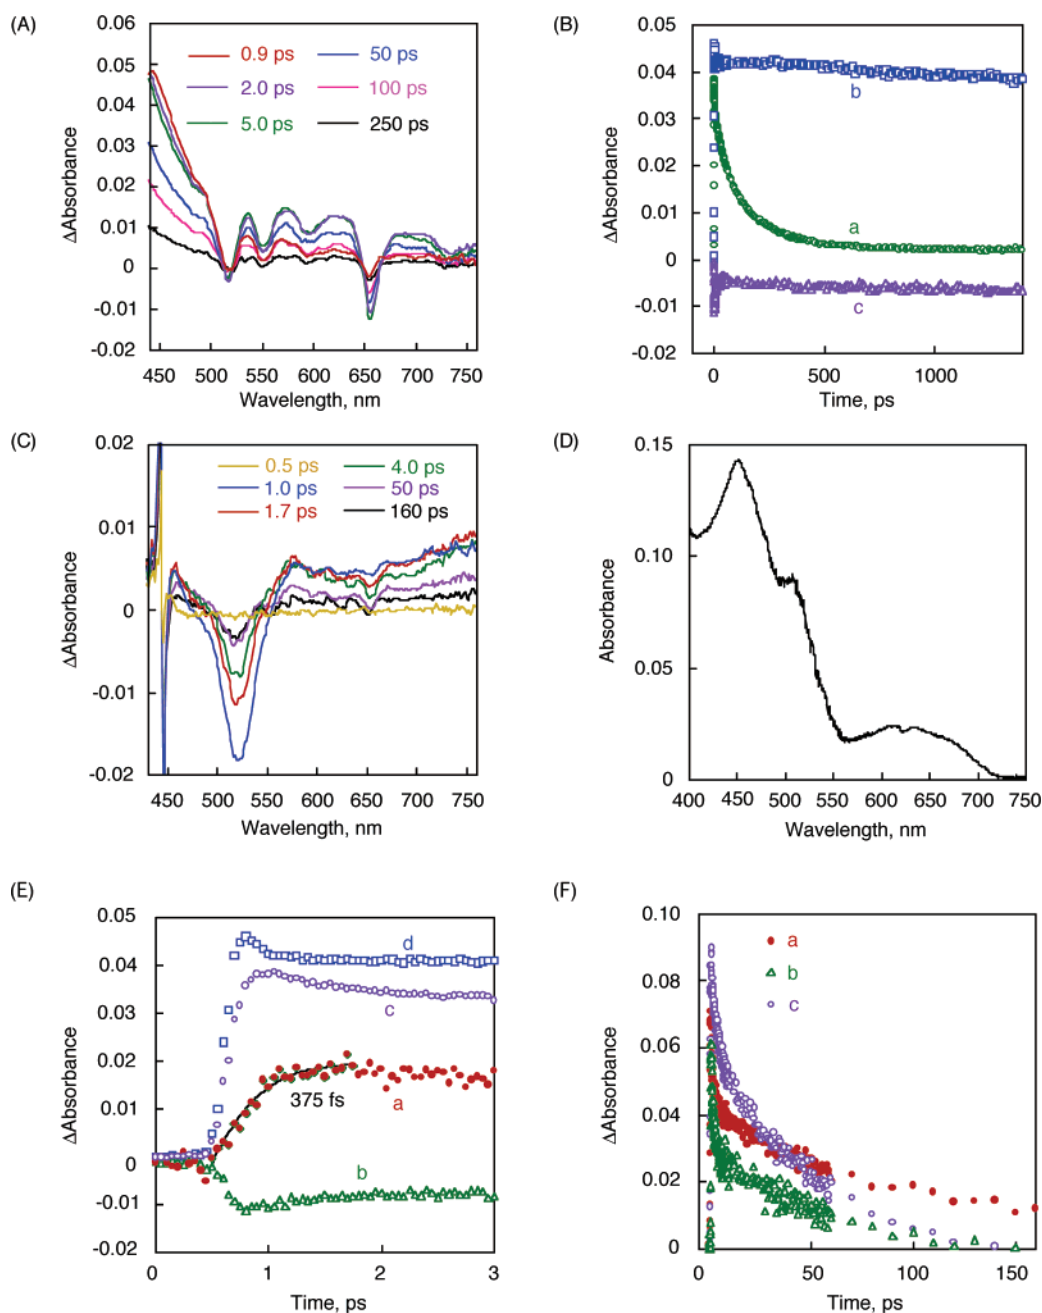 (A)
0.06
0.05
0.04
0.03
0.02
0.01
0
-0.01
-0.02
ΔAbsorbance
0.9 ps
2.0 ps
5.0 ps
50 ps
100 ps
250 ps
450 500 550 600 650 700 750
Wavelength, nm
(B)
0.05
0.04
0.03
0.02
0.01
0
-0.01
-0.02
ΔAbsorbance
b
a
c
0 500 1000
Time, ps
(C)
0.02
0.01
0
-0.01
-0.02
ΔAbsorbance
0.5 ps
1.0 ps
1.7 ps
4.0 ps
50 ps
160 ps
450 500 550 600 650 700 750
Wavelength, nm
(D)
0.15
0.10
0.05
0
Absorbance
400 450 500 550 600 650 700 750
Wavelength, nm
(E)
0.05
0.04
0.03
0.02
0.01
0
-0.01
-0.02
ΔAbsorbance
d
c
375 fs
a
b
0 1 2 3
Time, ps
(F)
0.10
0.08
0.06
0.04
0.02
0
ΔAbsorbance
a
b
c
0 50 100 150
Time, ps